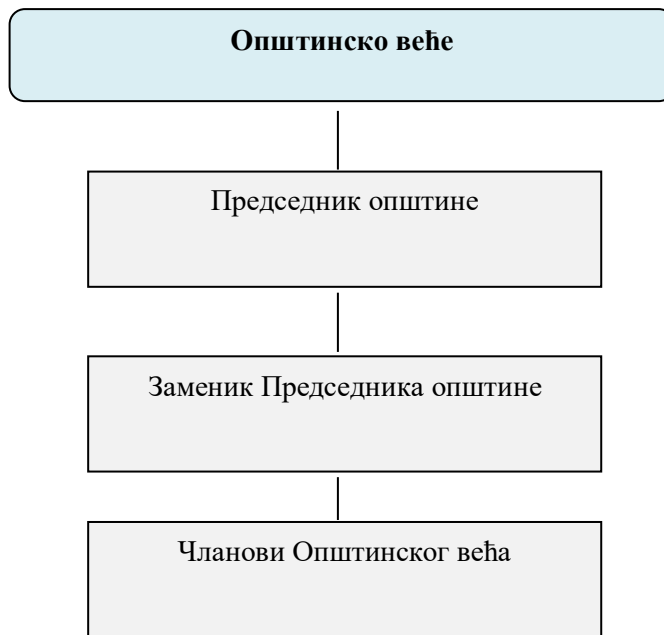 Општинско веће
Председник општине
Заменик Председника општине
Чланови Општинског већа